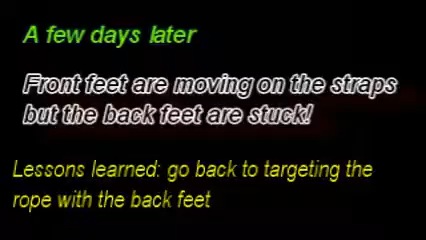 A few days later
Front feet are moving on the straps
but the back feet are stuck!
Lessons learned: go back to targeting the
rope with the back feet